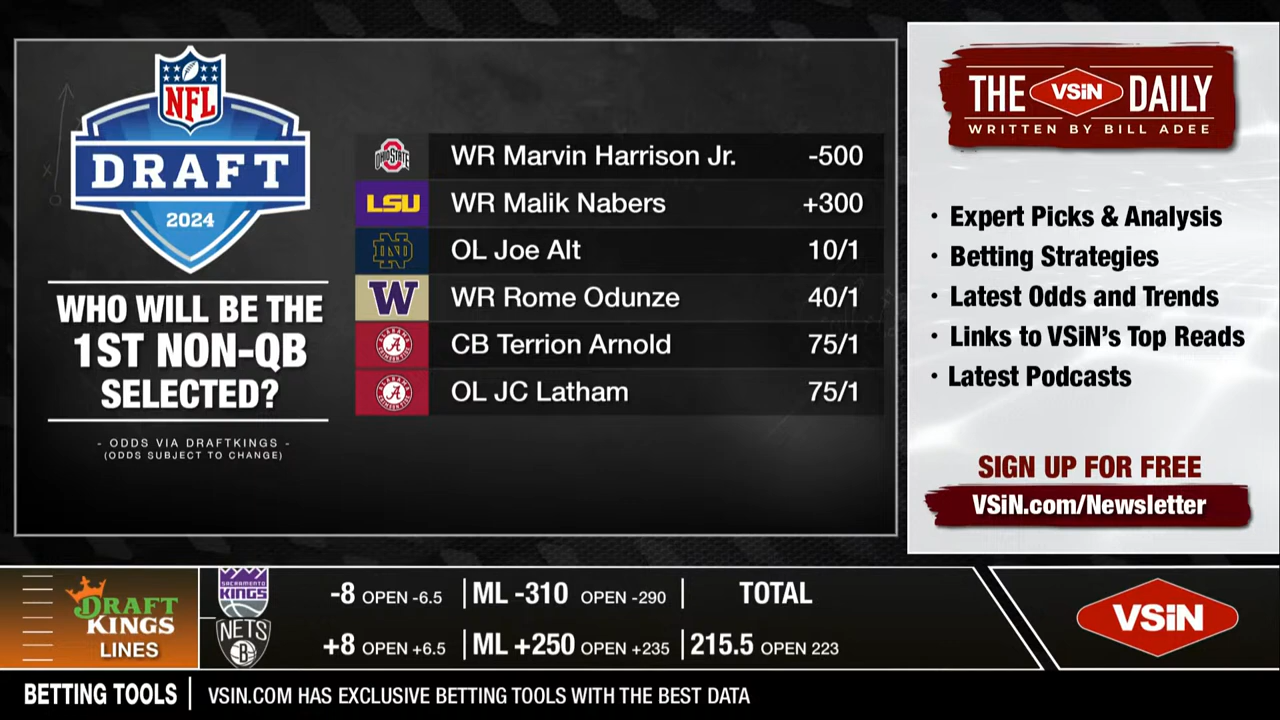 NFL
DRAFT
2024
WHO WILL BE THE
1ST NON-QB
SELECTED?
- ODDS VIA DRAFTKINGS -
(ODDS SUBJECT TO CHANGE)
OHIO STATE WR Marvin Harrison Jr. -500
LSU WR Malik Nabers +300
ND OL Joe Alt 10/1
W WR Rome Odunze 40/1
A CB Terrion Arnold 75/1
A OL JC Latham 75/1
THE VSiN DAILY
WRITTEN BY BILL ADEE
• Expert Picks & Analysis
• Betting Strategies
• Latest Odds and Trends
• Links to VSiN's Top Reads
• Latest Podcasts
SIGN UP FOR FREE
VSiN.com/Newsletter
DRAFT
KINGS
LINES
SACRAMENTO
KINGS
-8 OPEN -6.5 ML -310 OPEN -290 TOTAL
NETS
B
+8 OPEN +6.5 ML +250 OPEN +235 215.5 OPEN 223
VSiN
BETTING TOOLS VSIN.COM HAS EXCLUSIVE BETTING TOOLS WITH THE BEST DATA